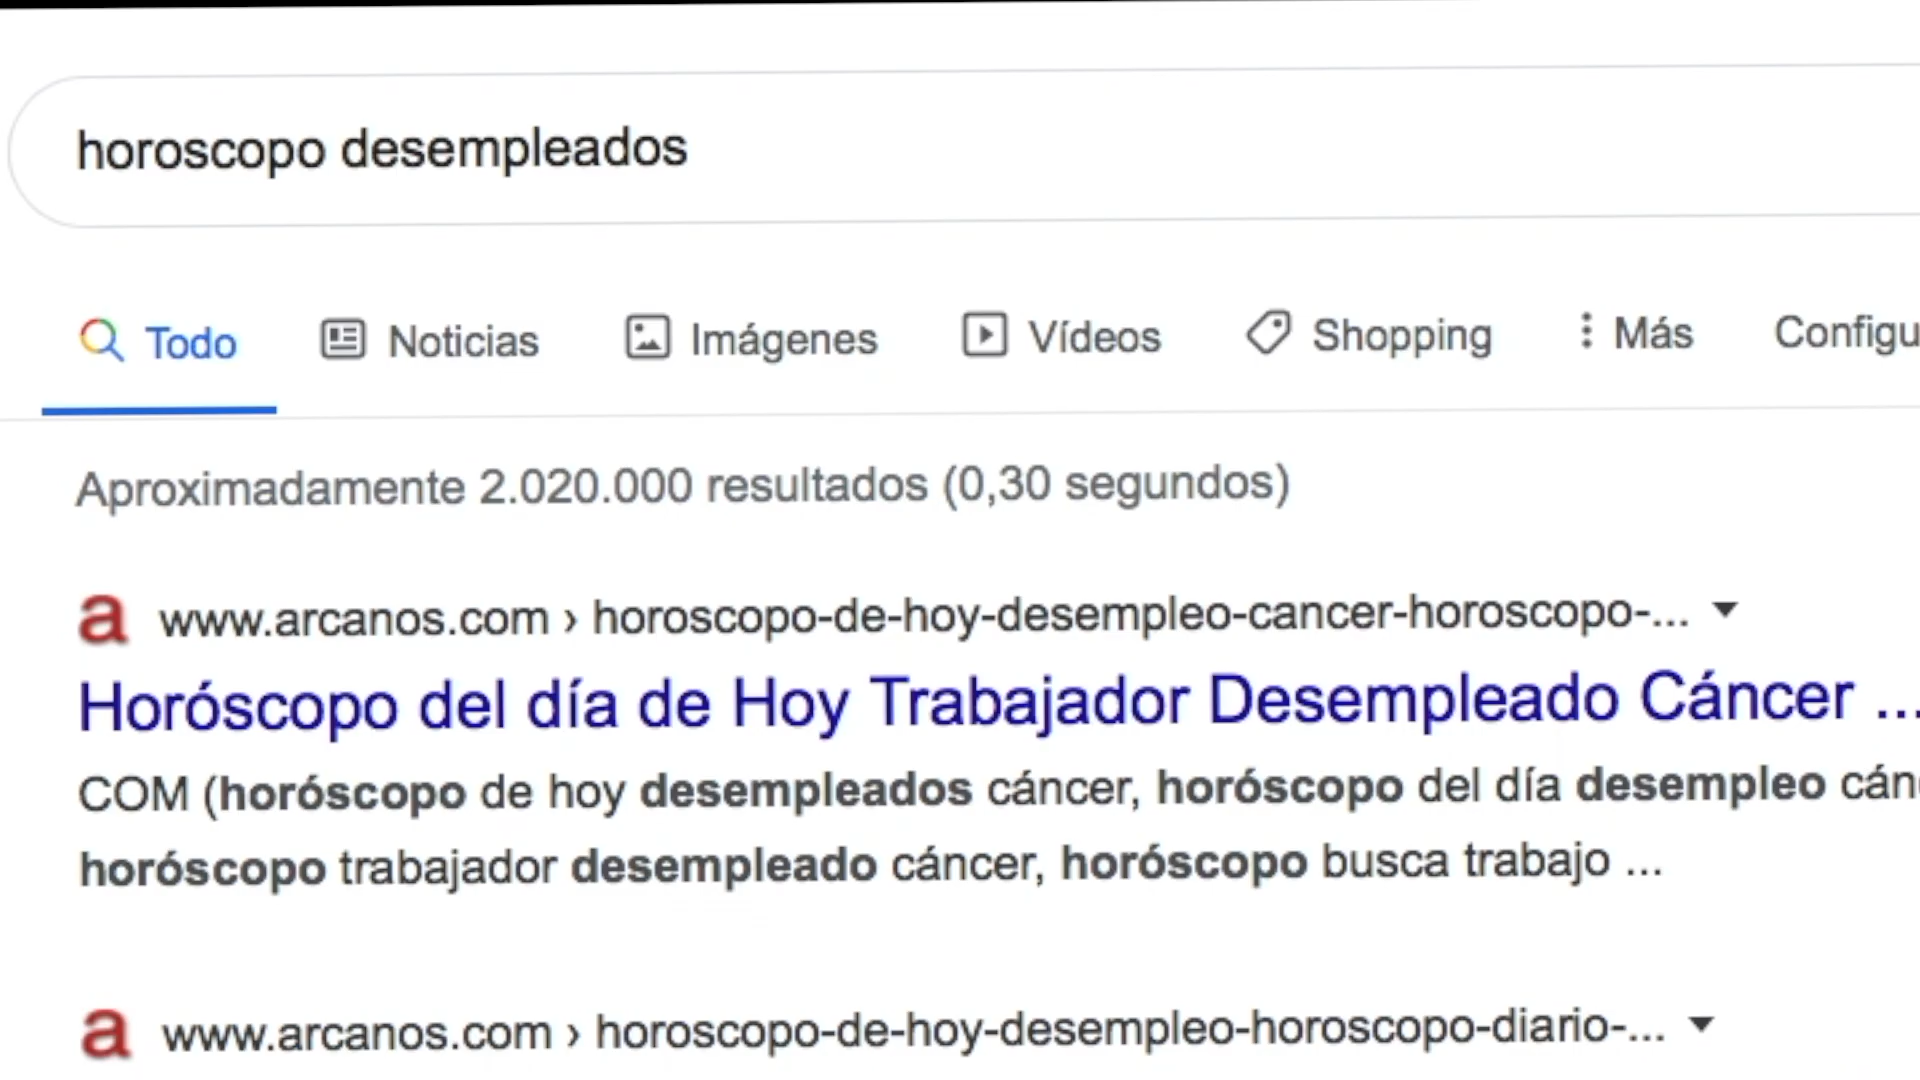 horoscopo desempleados
Todo Noticias Imágenes Vídeos Shopping Más Configu
Aproximadamente 2.020.000 resultados (0,30 segundos)
a www.arcanos.com › horoscopo-de-hoy-desempleo-cancer-horoscopo-...
Horóscopo del día de Hoy Trabajador Desempleado Cáncer ...
COM (horóscopo de hoy desempleados cáncer, horóscopo del día desempleo cánc
horóscopo trabajador desempleado cáncer, horóscopo busca trabajo ...
a www.arcanos.com › horoscopo-de-hoy-desempleo-horoscopo-diario-...